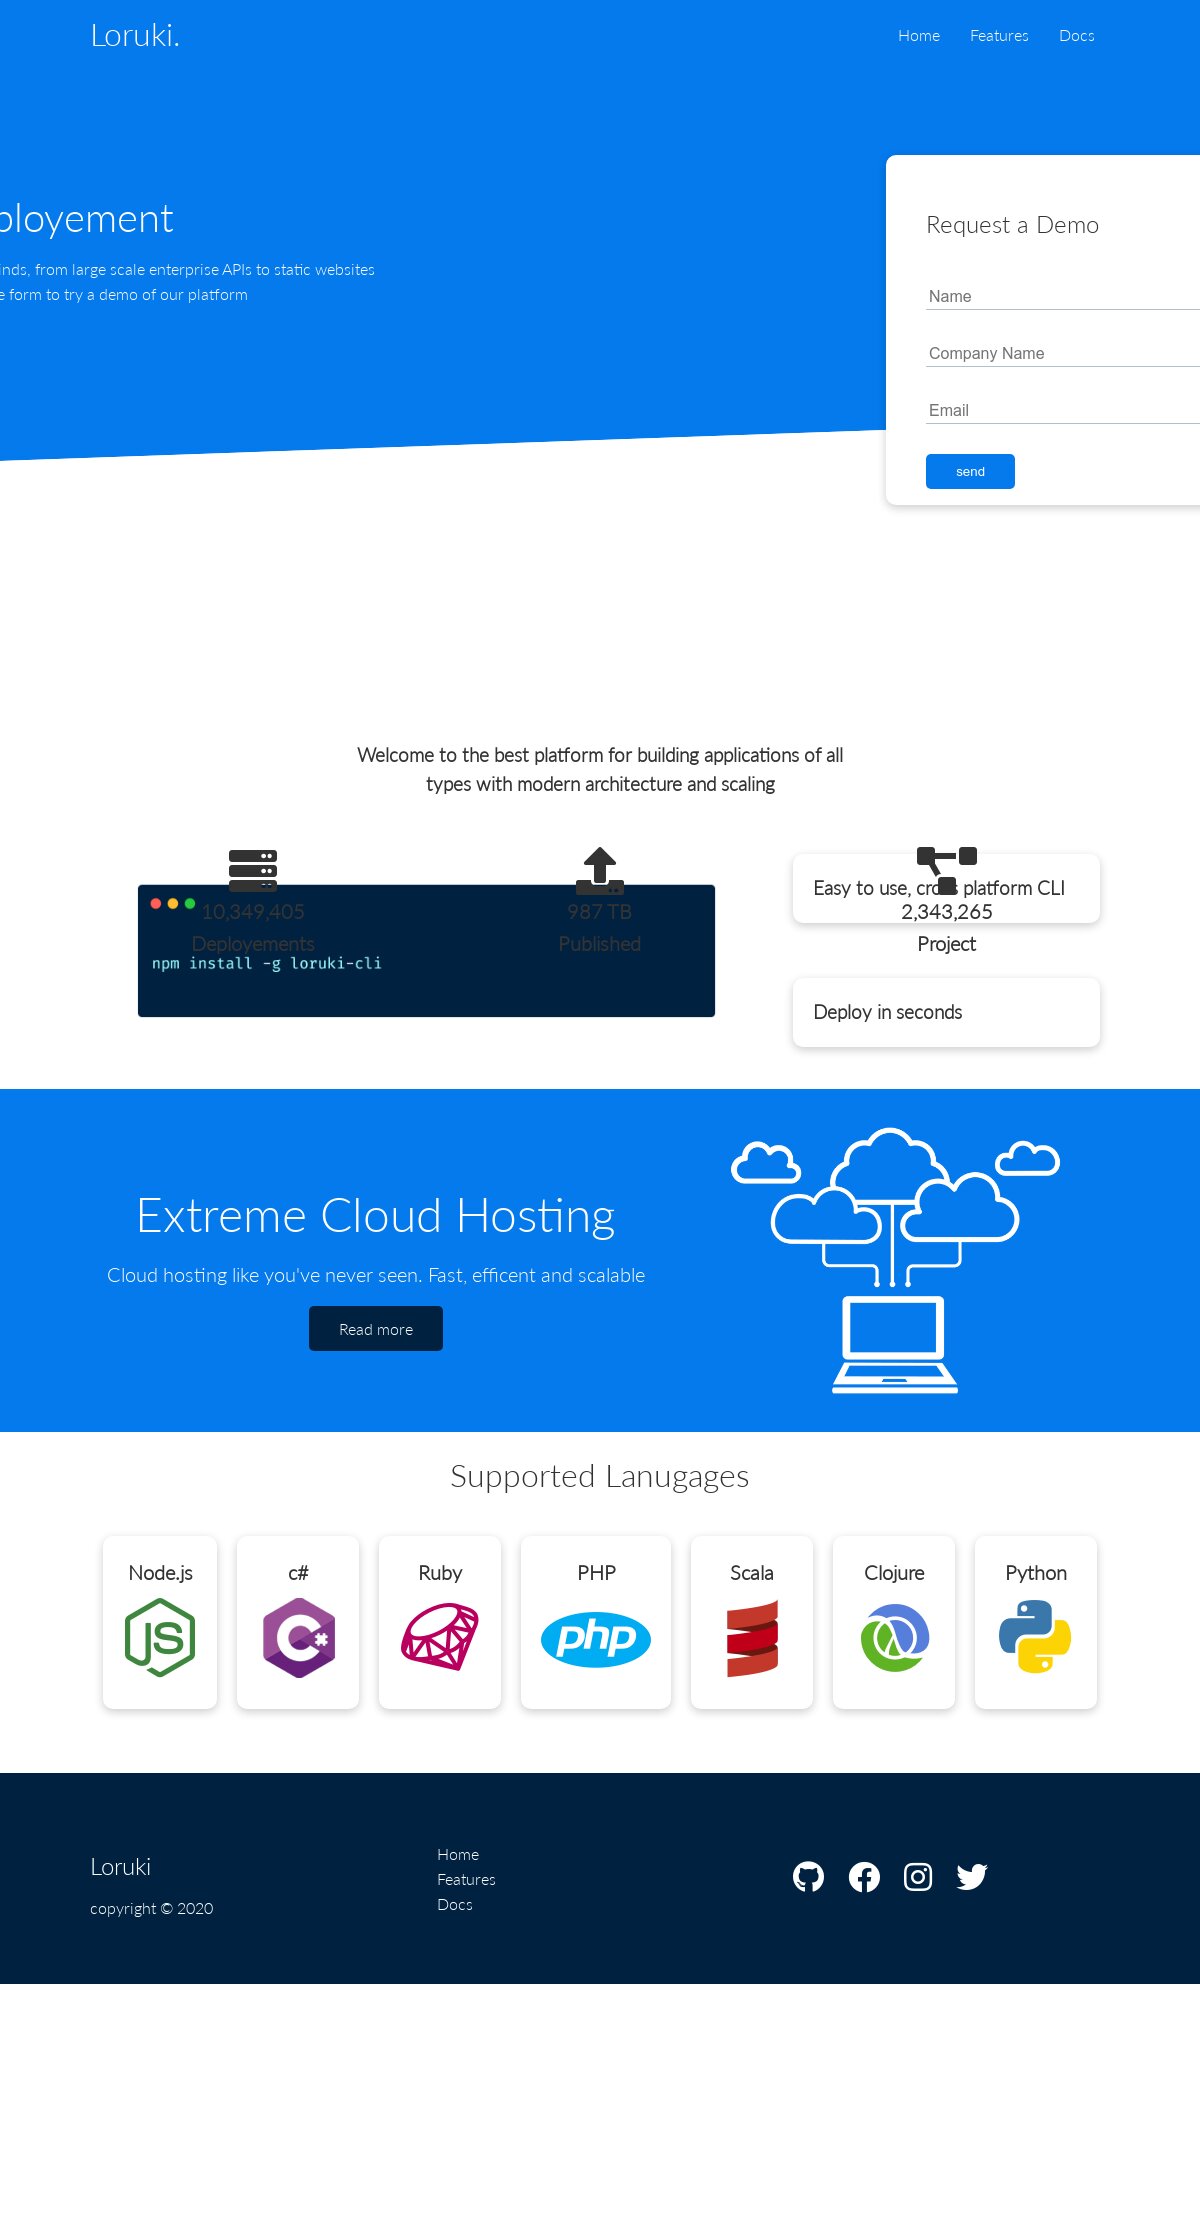 Loruki.
Home Features Docs
ployement
inds, from large scale enterprise APIs to static websites
e form to try a demo of our platform
Request a Demo
Name
Company Name
Email
send
Welcome to the best platform for building applications of all
types with modern architecture and scaling
10,349,405
Deployements
987 TB
Published
2,343,265
Project
npm install -g loruki-cli
Easy to use, cross platform CLI
Deploy in seconds
Extreme Cloud Hosting
Cloud hosting like you've never seen. Fast, efficent and scalable
Read more
Supported Lanugages
Node.js
JS
c#
C#
Ruby
PHP
php
Scala
Clojure
Python
Loruki
copyright © 2020
Home
Features
Docs